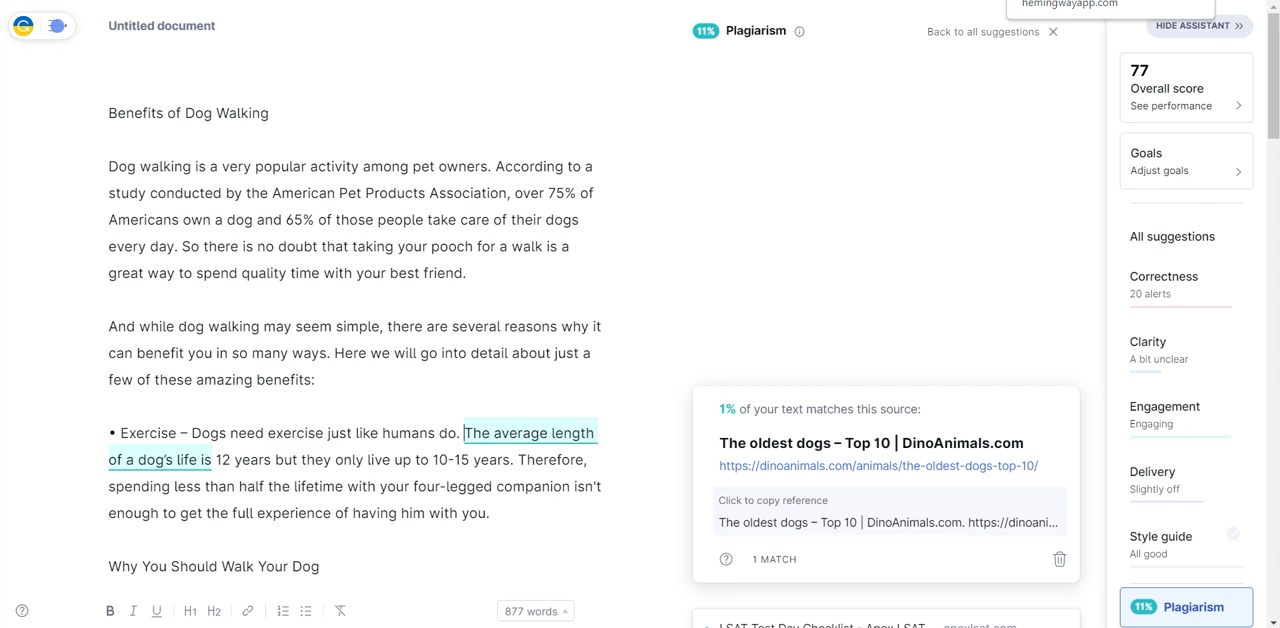 hemingwayapp.com
Untitled document
11% Plagiarism
Back to all suggestions
HIDE ASSISTANT
Benefits of Dog Walking
Dog walking is a very popular activity among pet owners. According to a
study conducted by the American Pet Products Association, over 75% of
Americans own a dog and 65% of those people take care of their dogs
every day. So there is no doubt that taking your pooch for a walk is a
great way to spend quality time with your best friend.
And while dog walking may seem simple, there are several reasons why it
can benefit you in so many ways. Here we will go into detail about just a
few of these amazing benefits:
• Exercise – Dogs need exercise just like humans do. The average length
of a dog’s life is 12 years but they only live up to 10-15 years. Therefore,
spending less than half the lifetime with your four-legged companion isn't
enough to get the full experience of having him with you.
Why You Should Walk Your Dog
B I U H1 H2
877 words
1% of your text matches this source:
The oldest dogs – Top 10 | DinoAnimals.com
https://dinoanimals.com/animals/the-oldest-dogs-top-10/
Click to copy reference
The oldest dogs – Top 10 | DinoAnimals.com. https://dinoani...
1 MATCH
LSAT Test Day Checklist - Apex LSAT apexlsat.com
77
Overall score
See performance
Goals
Adjust goals
All suggestions
Correctness
20 alerts
Clarity
A bit unclear
Engagement
Engaging
Delivery
Slightly off
Style guide
All good
11% Plagiarism